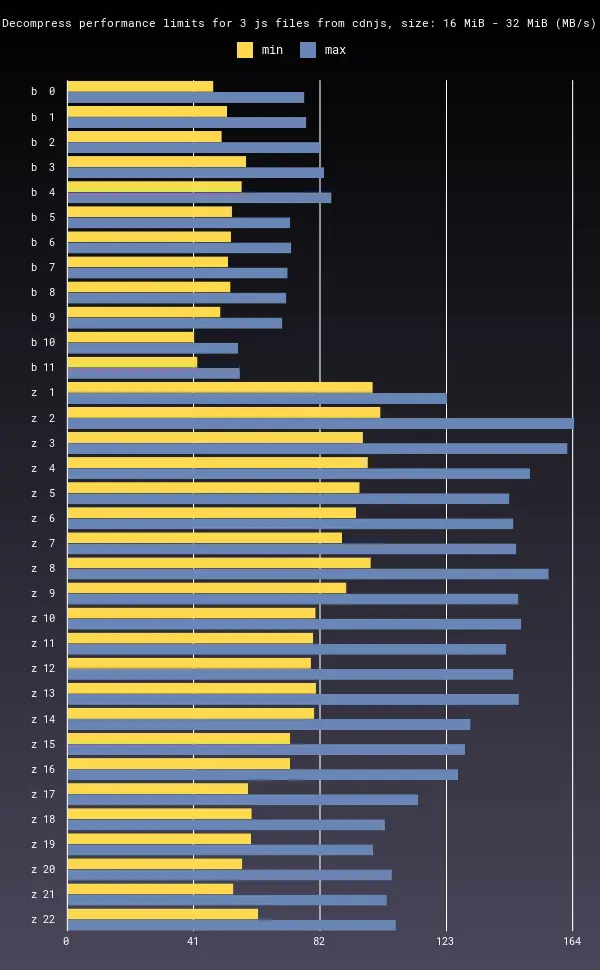 Decompress performance limits for 3 js files from cdnjs, size: 16 MiB - 32 MiB (MB/s)
min max
b 0
b 1
b 2
b 3
b 4
b 5
b 6
b 7
b 8
b 9
b 10
b 11
z 1
z 2
z 3
z 4
z 5
z 6
z 7
z 8
z 9
z 10
z 11
z 12
z 13
z 14
z 15
z 16
z 17
z 18
z 19
z 20
z 21
z 22
0 41 82 123 164